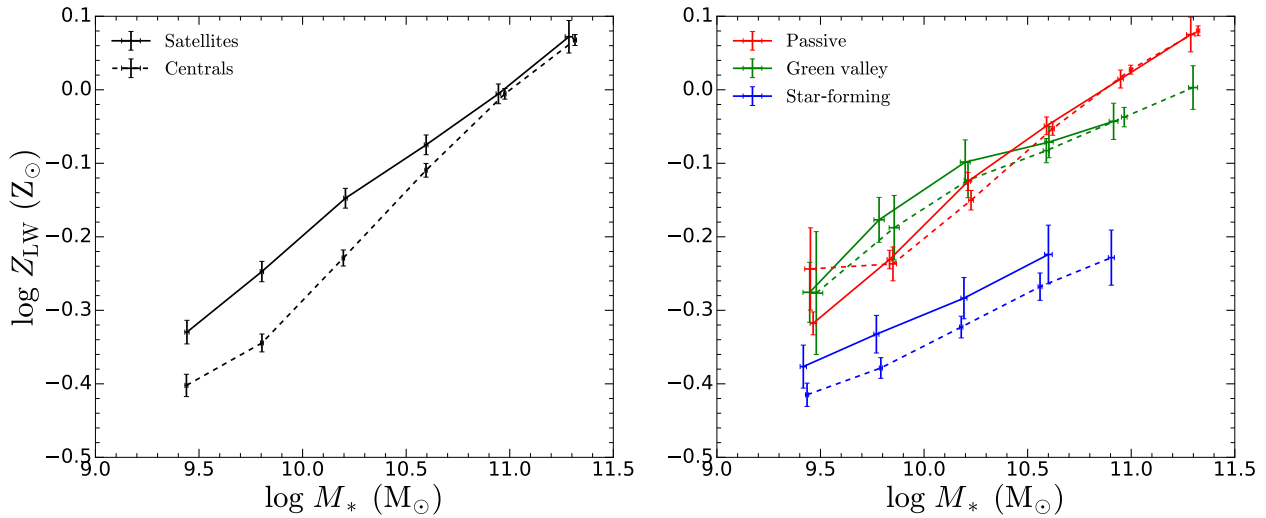 0.1
0.0
−0.1
−0.2
−0.3
−0.4
−0.5
log Z_LW (Z_⊙)
Satellites
Centrals
9.0 9.5 10.0 10.5 11.0 11.5
log M_* (M_⊙)
0.1
0.0
−0.1
−0.2
−0.3
−0.4
−0.5
Passive
Green valley
Star-forming
9.0 9.5 10.0 10.5 11.0 11.5
log M_* (M_⊙)